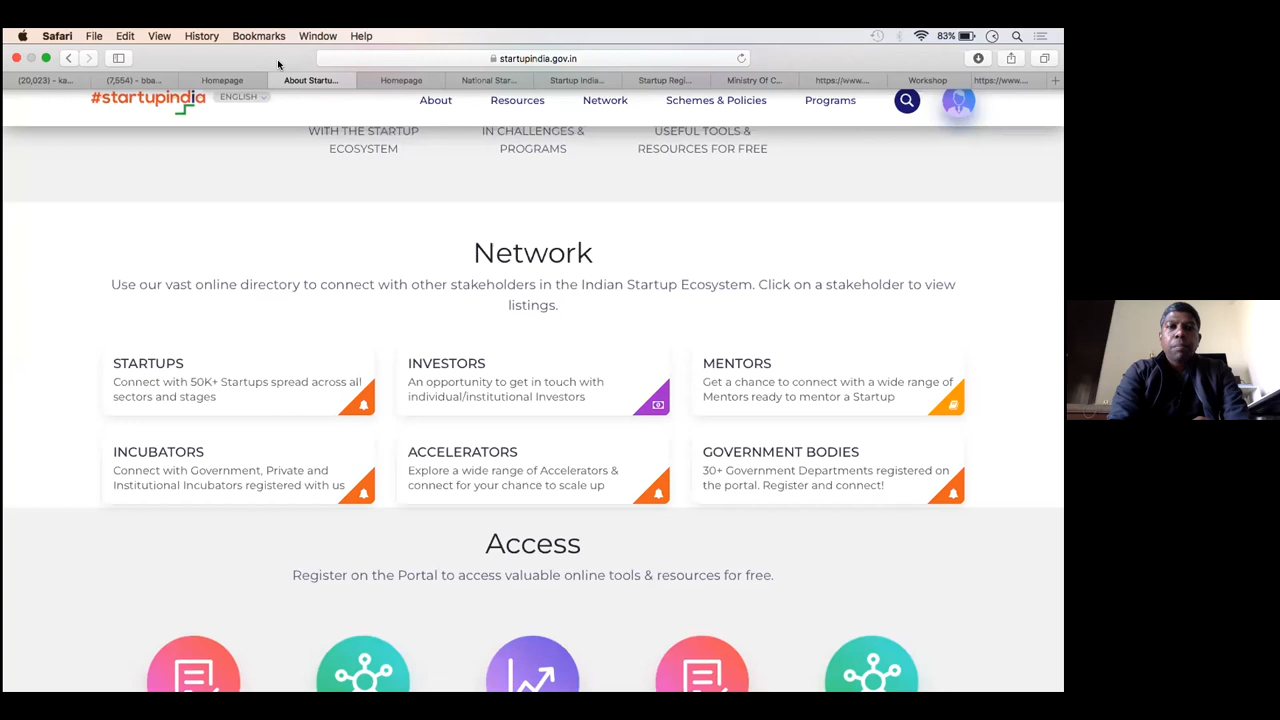 Safari File Edit View History Bookmarks Window Help 83%
startupindia.gov.in
(20,023) - ka... (7,554) - bba... Homepage About Startu... Homepage National Star... Startup India... Startup Regi... Ministry Of C... https://www.... Workshop https://www....
#startupindia ENGLISH About Resources Network Schemes & Policies Programs
WITH THE STARTUP
ECOSYSTEM
IN CHALLENGES &
PROGRAMS
USEFUL TOOLS &
RESOURCES FOR FREE
Network
Use our vast online directory to connect with other stakeholders in the Indian Startup Ecosystem. Click on a stakeholder to view
listings.
STARTUPS
Connect with 50K+ Startups spread across all
sectors and stages
INVESTORS
An opportunity to get in touch with
individual/institutional Investors
MENTORS
Get a chance to connect with a wide range of
Mentors ready to mentor a Startup
INCUBATORS
Connect with Government, Private and
Institutional Incubators registered with us
ACCELERATORS
Explore a wide range of Accelerators &
connect for your chance to scale up
GOVERNMENT BODIES
30+ Government Departments registered on
the portal. Register and connect!
Access
Register on the Portal to access valuable online tools & resources for free.